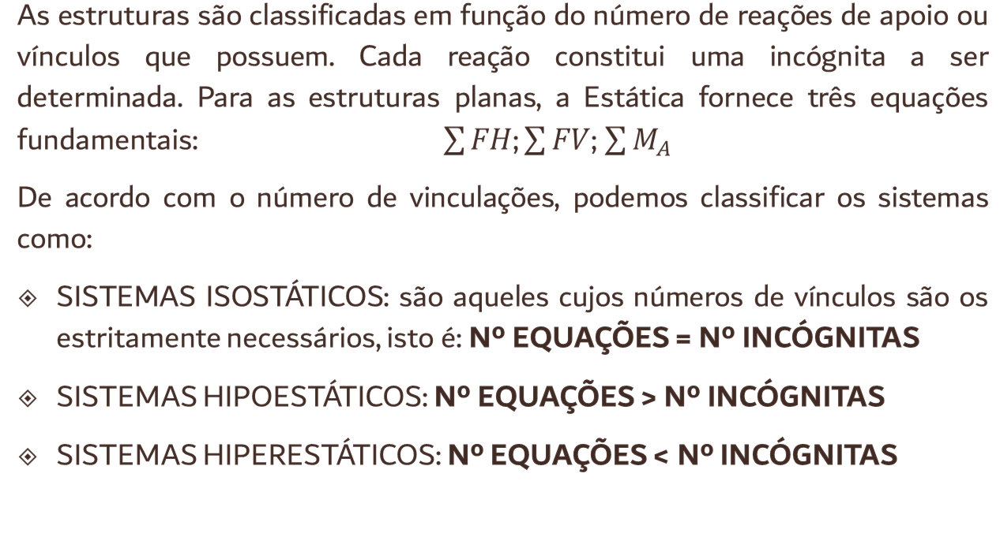 As estruturas são classificadas em função do número de reações de apoio ou
vínculos que possuem. Cada reação constitui uma incógnita a ser
determinada. Para as estruturas planas, a Estática fornece três equações
fundamentais: ∑ FH; ∑ FV; ∑ M_A
De acordo com o número de vinculações, podemos classificar os sistemas
como:
SISTEMAS ISOSTÁTICOS: são aqueles cujos números de vínculos são os
estritamente necessários, isto é: Nº EQUAÇÕES = Nº INCÓGNITAS
SISTEMAS HIPOESTÁTICOS: Nº EQUAÇÕES > Nº INCÓGNITAS
SISTEMAS HIPERESTÁTICOS: Nº EQUAÇÕES < Nº INCÓGNITAS